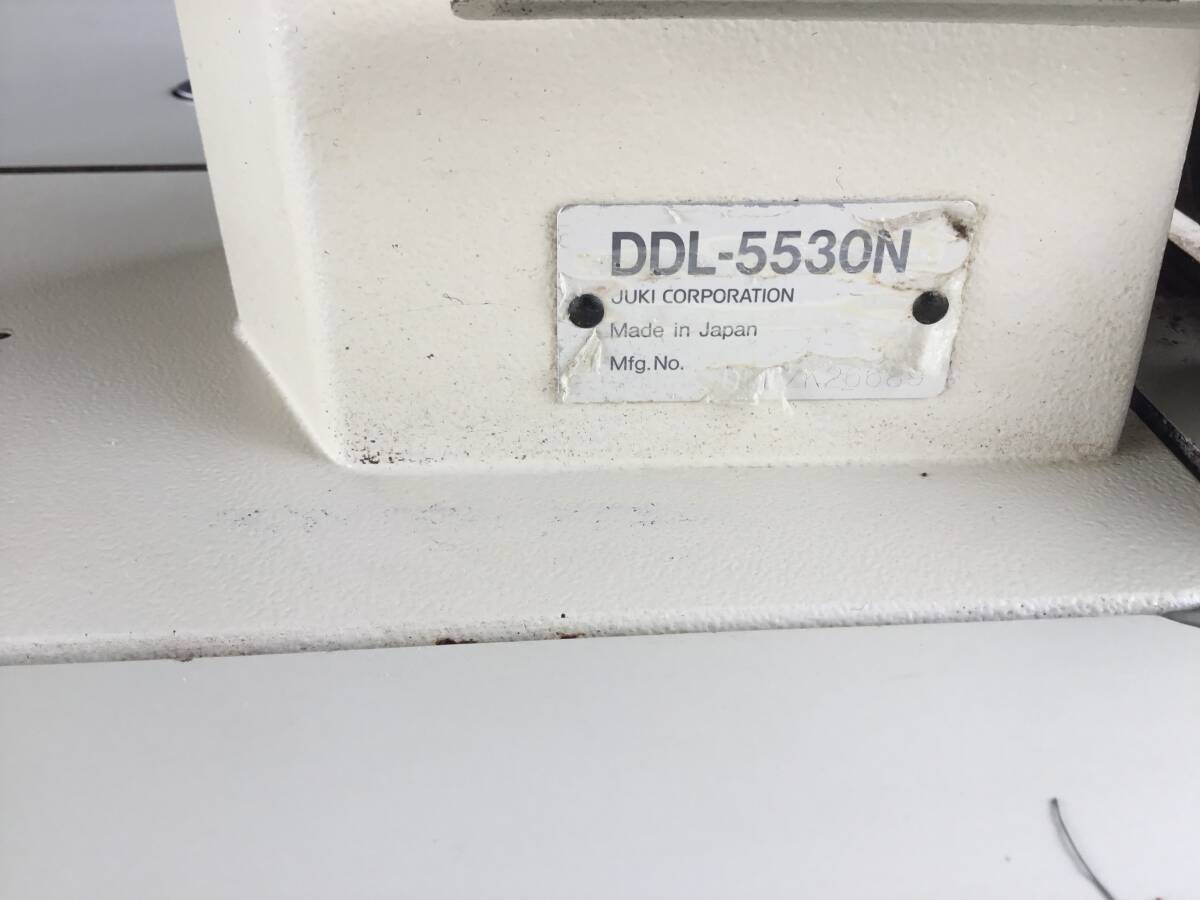 DDL-5530N
JUKI CORPORATION
Made in Japan
Mfg.No.